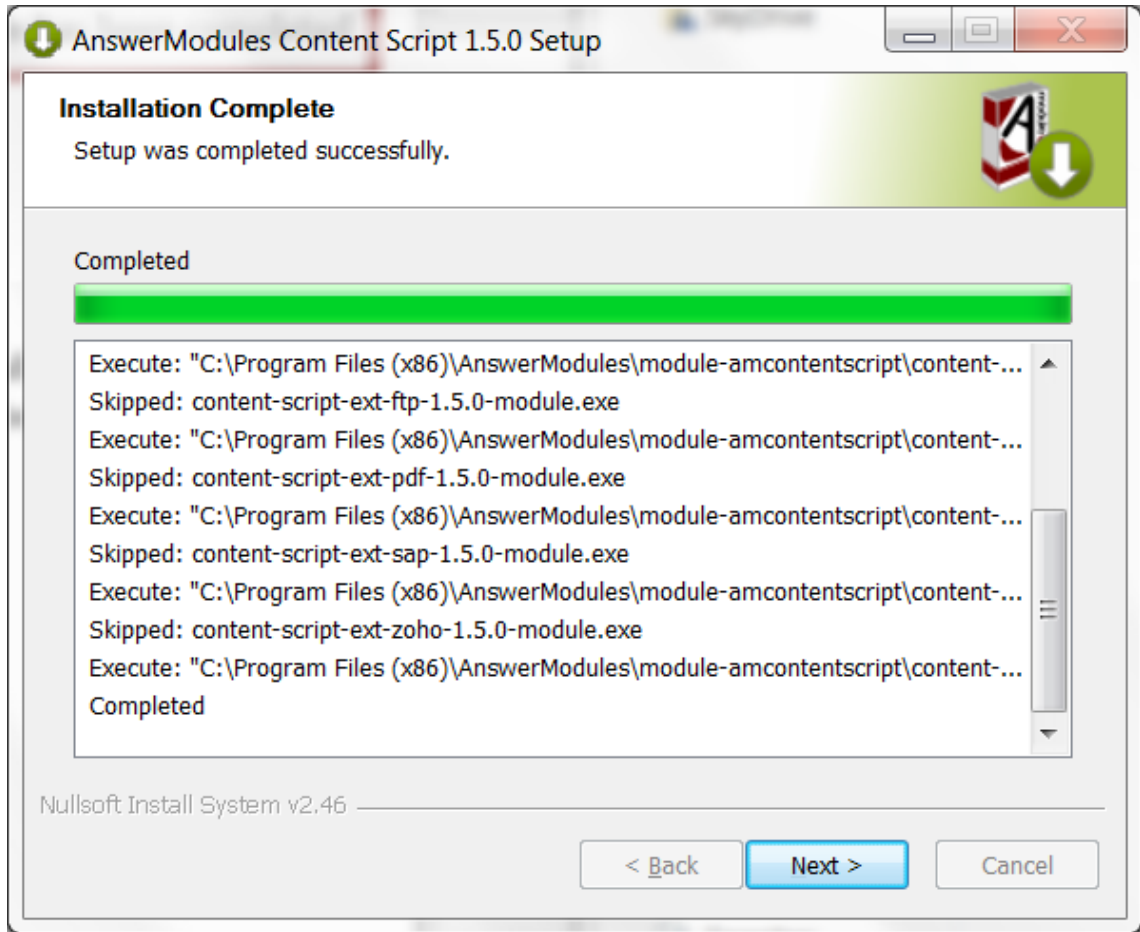 AnswerModules Content Script 1.5.0 Setup
Installation Complete
Setup was completed successfully.
Completed
Execute: "C:\Program Files (x86)\AnswerModules\module-amcontentscript\content-...
Skipped: content-script-ext-ftp-1.5.0-module.exe
Execute: "C:\Program Files (x86)\AnswerModules\module-amcontentscript\content-...
Skipped: content-script-ext-pdf-1.5.0-module.exe
Execute: "C:\Program Files (x86)\AnswerModules\module-amcontentscript\content-...
Skipped: content-script-ext-sap-1.5.0-module.exe
Execute: "C:\Program Files (x86)\AnswerModules\module-amcontentscript\content-...
Skipped: content-script-ext-zoho-1.5.0-module.exe
Execute: "C:\Program Files (x86)\AnswerModules\module-amcontentscript\content-...
Completed
Nullsoft Install System v2.46
< Back
Next >
Cancel